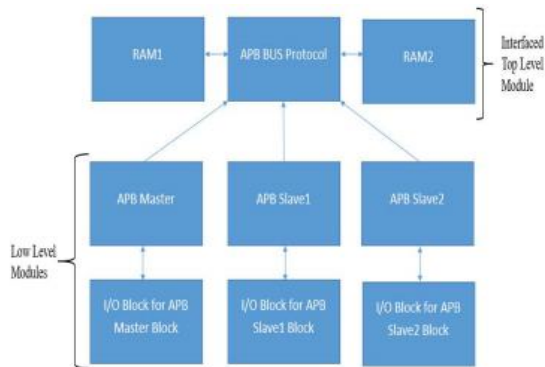 RAM1
APB BUS Protocol
RAM2
Interfaced
Top Level
Module
APB Master
APB Slave1
APB Slave2
Low Level
Modules
I/O Block for APB
Master Block
I/O Block for APB
Slave1 Block
I/O Block for APB
Slave2 Block